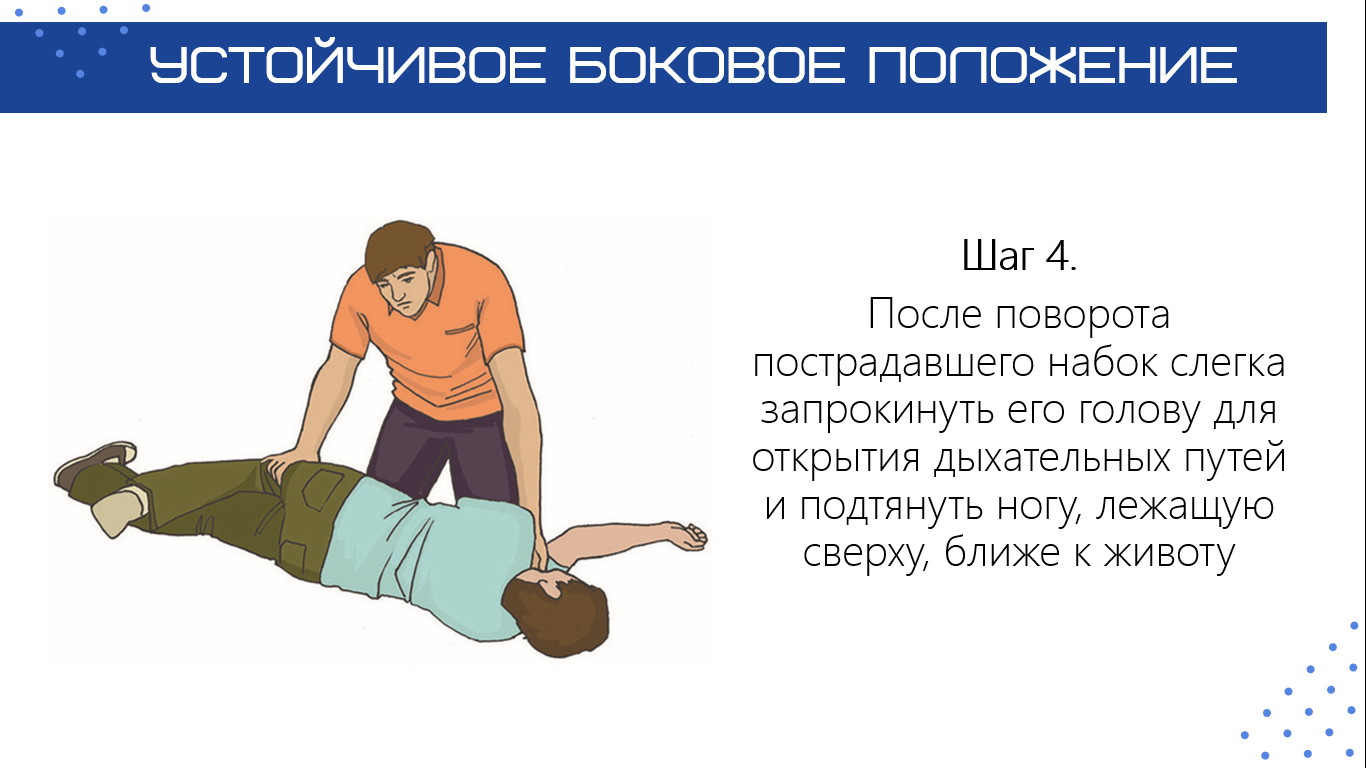 УСТОЙЧИВОЕ БОКОВОЕ ПОЛОЖЕНИЕ
Шаг 4.
После поворота
пострадавшего набок слегка
запрокинуть его голову для
открытия дыхательных путей
и подтянуть ногу, лежащую
сверху, ближе к животу